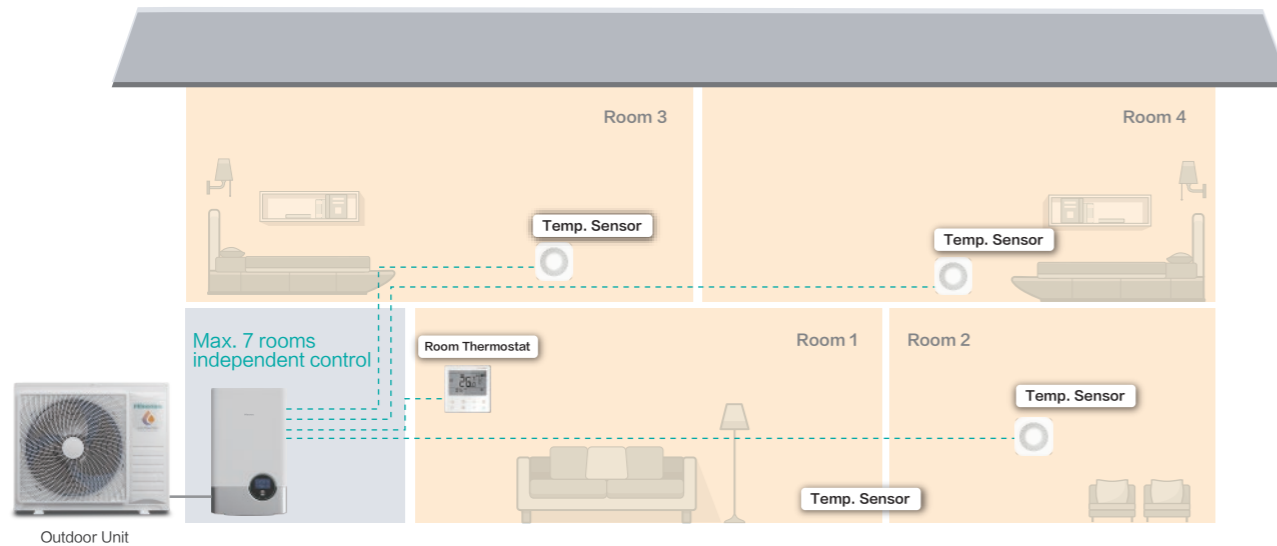 Room 3
Room 4
Temp. Sensor
Temp. Sensor
Max. 7 rooms
independent control
Room Thermostat
Room 1
Room 2
Temp. Sensor
Temp. Sensor
Outdoor Unit